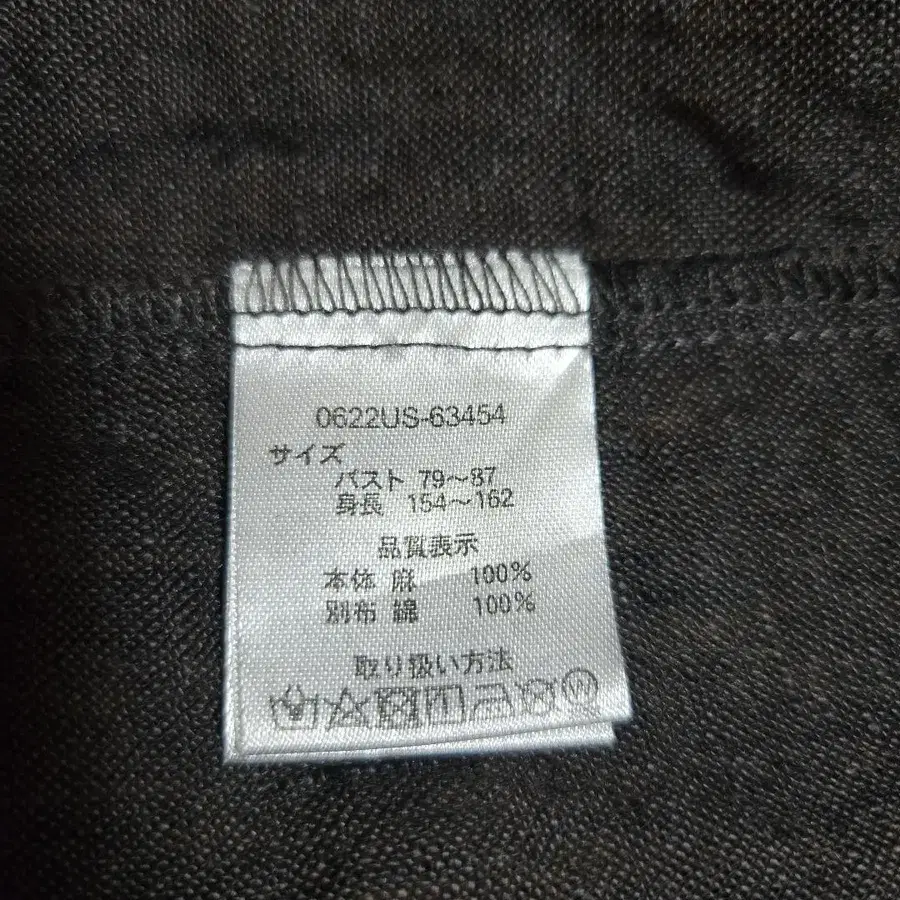 0622US-63454
サイズ
バスト 79～87
身長 154～162
品質表示
本体 麻 100%
別布 綿 100%
取り扱い方法
W